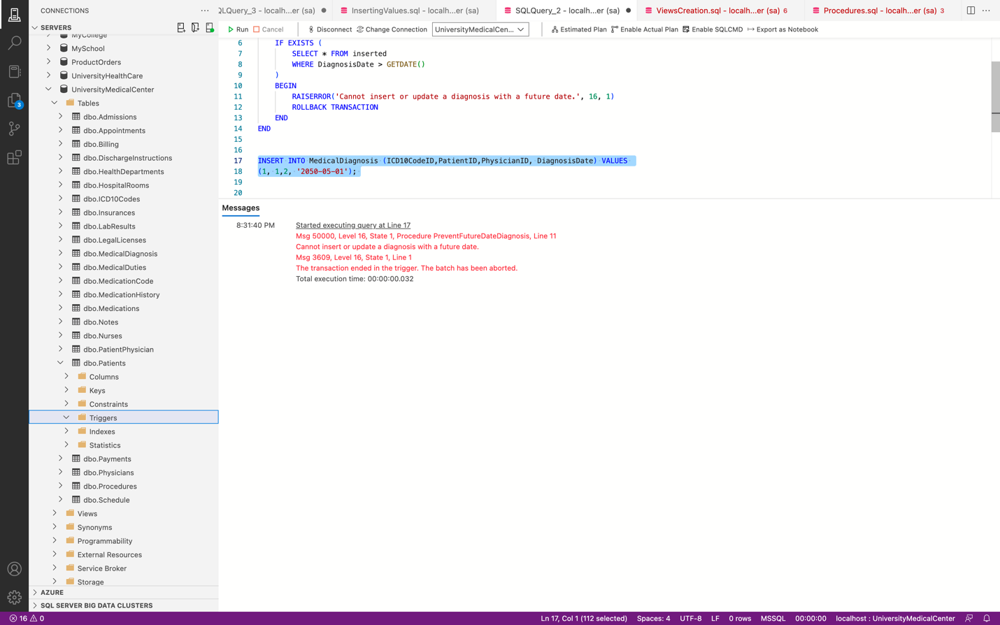 CONNECTIONS
SERVERS
MyCollege
MySchool
ProductOrders
UniversityHealthCare
UniversityMedicalCenter
Tables
dbo.Admissions
dbo.Appointments
dbo.Billing
dbo.DischargeInstructions
dbo.HealthDepartments
dbo.HospitalRooms
dbo.ICD10Codes
dbo.Insurances
dbo.LabResults
dbo.LegalLicenses
dbo.MedicalDiagnosis
dbo.MedicalDuties
dbo.MedicationCode
dbo.MedicationHistory
dbo.Medications
dbo.Notes
dbo.Nurses
dbo.PatientPhysician
dbo.Patients
Columns
Keys
Constraints
Triggers
Indexes
Statistics
dbo.Payments
dbo.Physicians
dbo.Procedures
dbo.Schedule
Views
Synonyms
Programmability
External Resources
Service Broker
Storage
AZURE
SQL SERVER BIG DATA CLUSTERS
3
QLQuery_3 - localh...er (sa) InsertingValues.sql - localh...er (sa) SQLQuery_2 - localh...er (sa) ViewsCreation.sql - localh...er (sa) 6 Procedures.sql - localh...er (sa) 3
Run Cancel Disconnect Change Connection UniversityMedicalCen... Estimated Plan Enable Actual Plan Enable SQLCMD Export as Notebook
6 IF EXISTS (
7 SELECT * FROM inserted
8 WHERE DiagnosisDate > GETDATE()
9 )
10 BEGIN
11 RAISERROR('Cannot insert or update a diagnosis with a future date.', 16, 1)
12 ROLLBACK TRANSACTION
13 END
14 END
15
16
17 INSERT INTO MedicalDiagnosis (ICD10CodeID,PatientID,PhysicianID, DiagnosisDate) VALUES
18 (1, 1,2, '2050-05-01');
19
20
Messages
8:31:40 PM Started executing query at Line 17
Msg 50000, Level 16, State 1, Procedure PreventFutureDateDiagnosis, Line 11
Cannot insert or update a diagnosis with a future date.
Msg 3609, Level 16, State 1, Line 1
The transaction ended in the trigger. The batch has been aborted.
Total execution time: 00:00:00.032
16 0 Ln 17, Col 1 (112 selected) Spaces: 4 UTF-8 LF 0 rows MSSQL 00:00:00 localhost : UniversityMedicalCenter